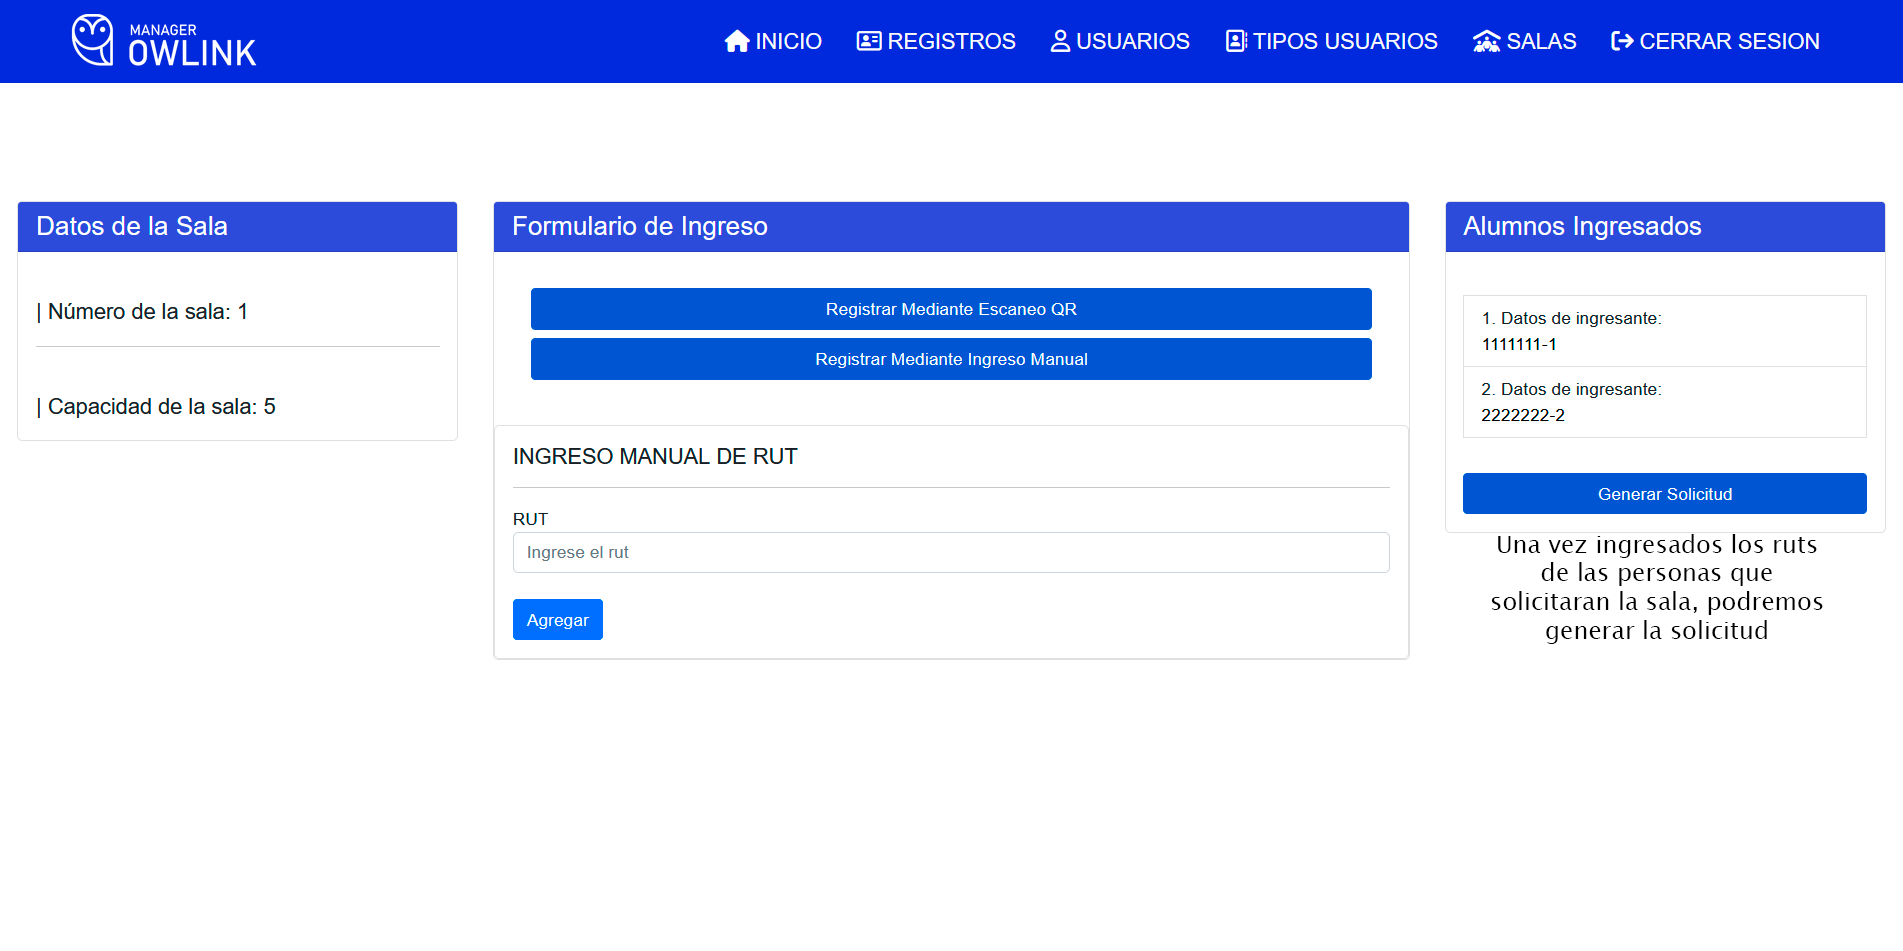 MANAGER
OWLINK
INICIO
REGISTROS
USUARIOS
TIPOS USUARIOS
SALAS
CERRAR SESION
Datos de la Sala
| Número de la sala: 1
| Capacidad de la sala: 5
Formulario de Ingreso
Registrar Mediante Escaneo QR
Registrar Mediante Ingreso Manual
INGRESO MANUAL DE RUT
RUT
Ingrese el rut
Agregar
Alumnos Ingresados
1. Datos de ingresante:
1111111-1
2. Datos de ingresante:
2222222-2
Generar Solicitud
Una vez ingresados los ruts
de las personas que
solicitaran la sala, podremos
generar la solicitud